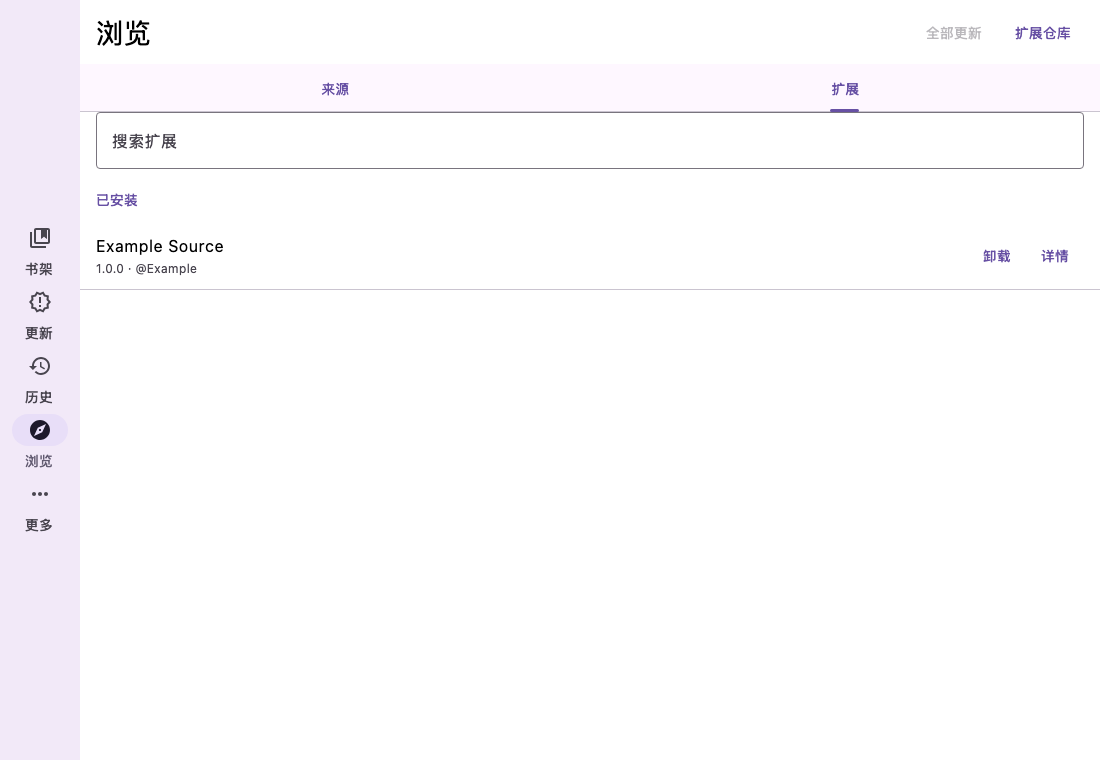 浏览
全部更新
扩展仓库
来源
扩展
搜索扩展
已安装
Example Source
1.0.0 · @Example
卸载
详情
书架
更新
历史
浏览
更多